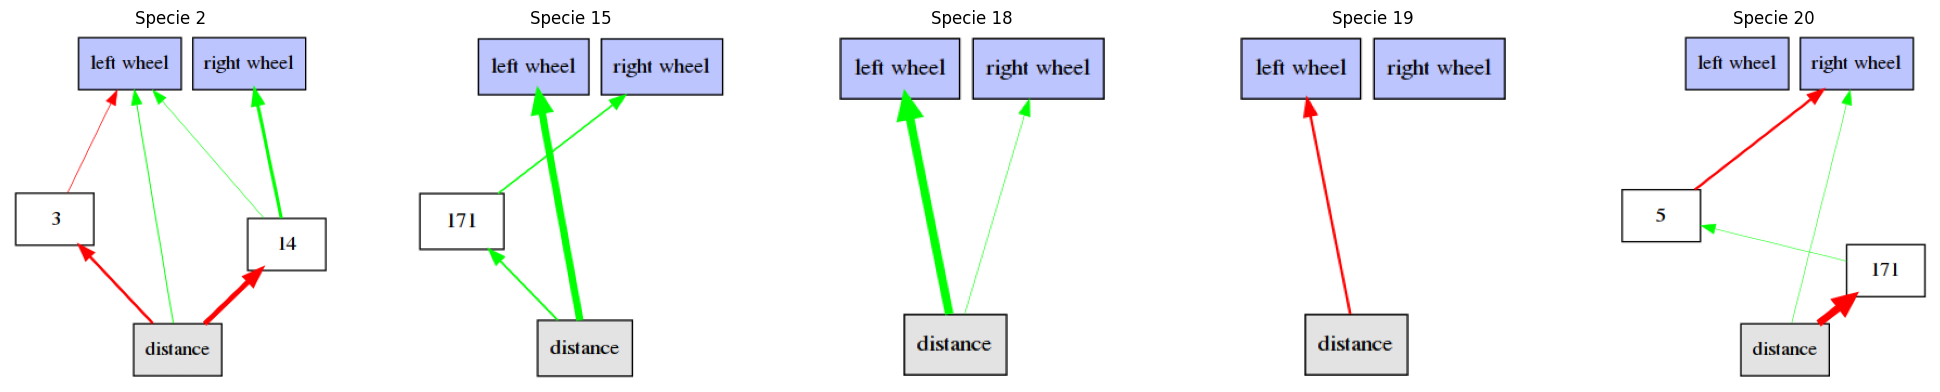 Specie 2
left wheel
right wheel
3
14
distance
Specie 15
left wheel
right wheel
171
distance
Specie 18
left wheel
right wheel
distance
Specie 19
left wheel
right wheel
distance
Specie 20
left wheel
right wheel
5
171
distance